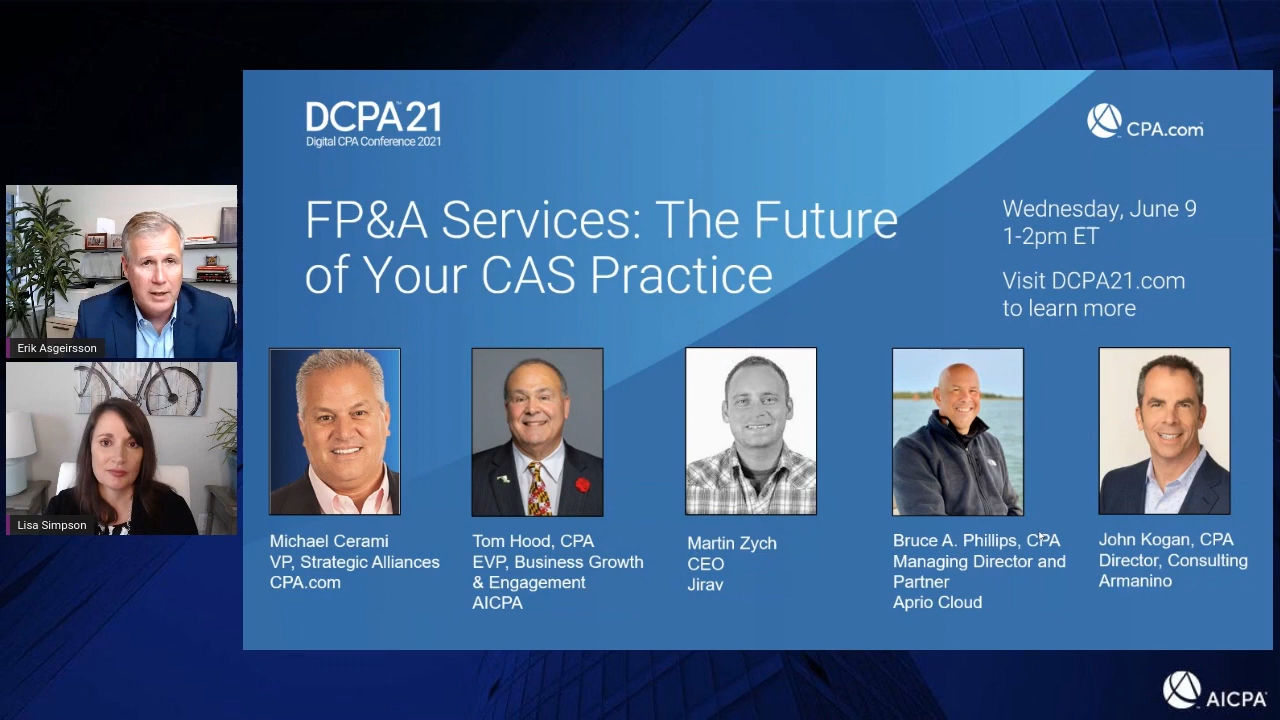 DCPA™21
Digital CPA Conference 2021
CPA.com
FP&A Services: The Future
of Your CAS Practice
Wednesday, June 9
1-2pm ET
Visit DCPA21.com
to learn more
Erik Asgeirsson
Lisa Simpson
Michael Cerami
VP, Strategic Alliances
CPA.com
Tom Hood, CPA
EVP, Business Growth
& Engagement
AICPA
Martin Zych
CEO
Jirav
Bruce A. Phillips, CPA
Managing Director and
Partner
Aprio Cloud
John Kogan, CPA
Director, Consulting
Armanino
AICPA